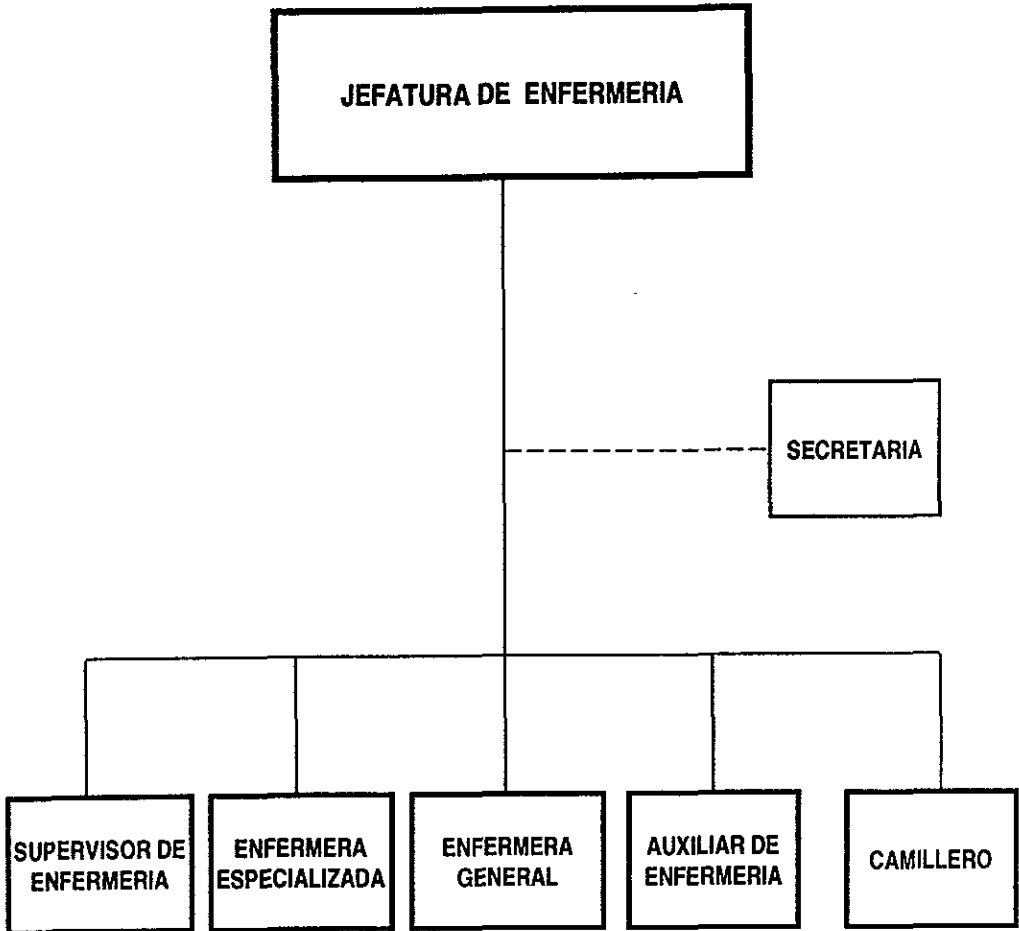 JEFATURA DE ENFERMERIA
SECRETARIA
SUPERVISOR DE
ENFERMERIA
ENFERMERA
ESPECIALIZADA
ENFERMERA
GENERAL
AUXILIAR DE
ENFERMERIA
CAMILLERO